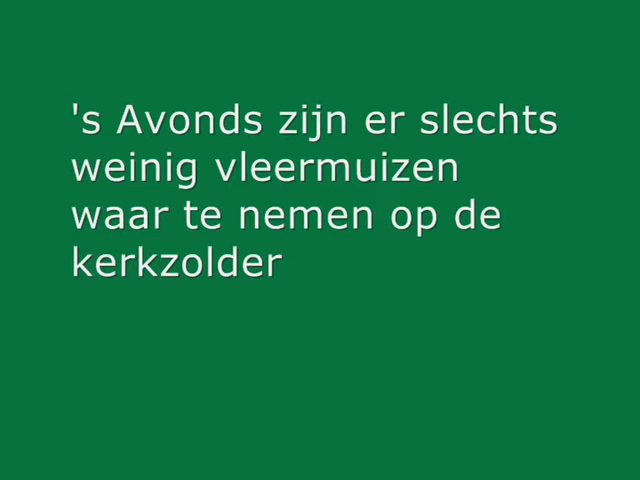 's Avonds zijn er slechts
weinig vleermuizen
waar te nemen op de
kerkzolder